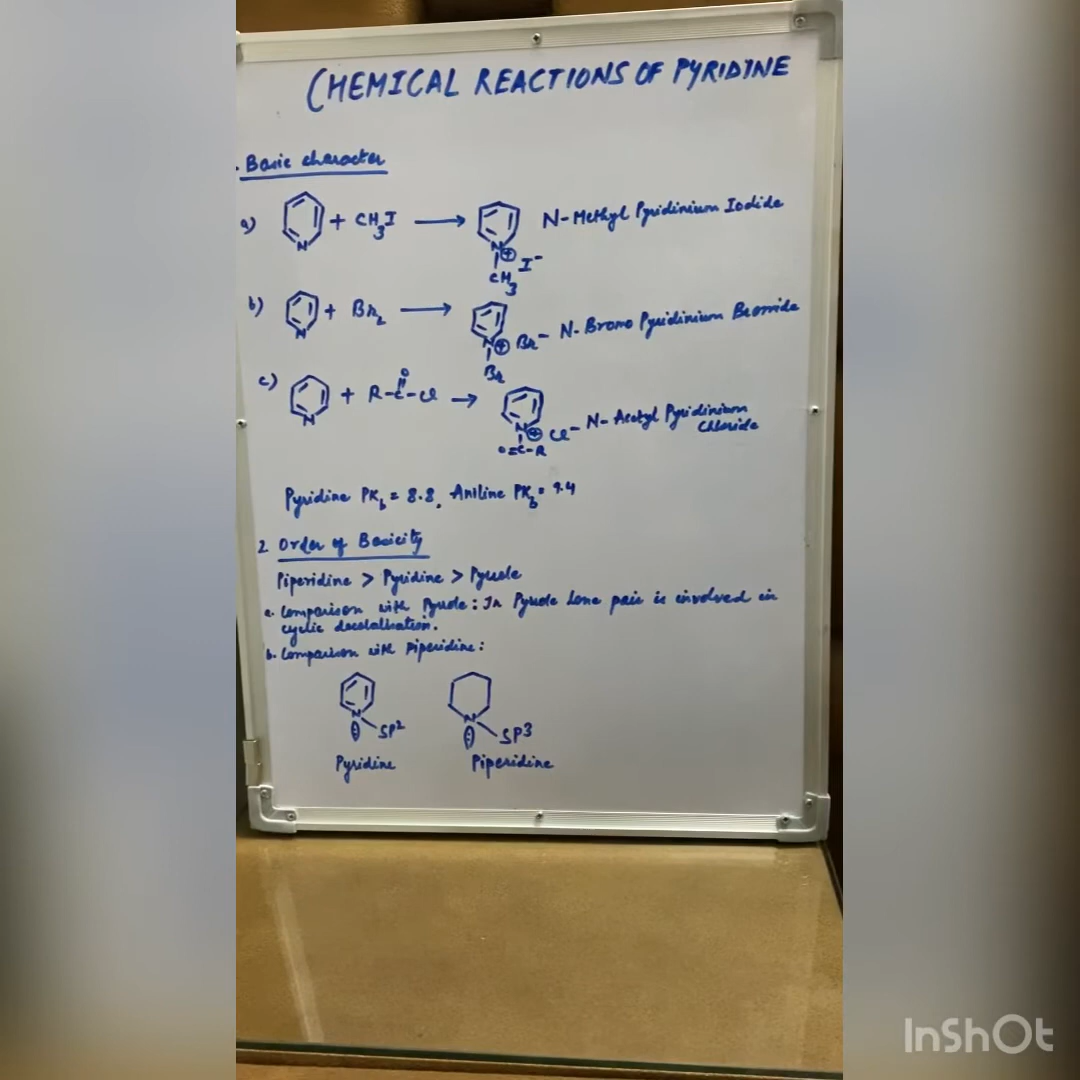 CHEMICAL REACTIONS OF PYRIDINE
. Basic character
a) N + CH3I → N ⊕ I- CH3 N-Methyl Pyridinium Iodide
b) N + Br2 → N ⊕ Br- Br N-Bromo Pyridinium Bromide
c) N + R-C-Cl O → N ⊕ Cl- O=C-R N-Acetyl Pyridinium Chloride
Pyridine PKb = 8.8, Aniline PKb = 9.4
2. Order of Basicity
Piperidine > Pyridine > Pyrrole
a. Comparison with Pyrrole: In Pyrrole lone pair is involved in
cyclic
b. Comparison with Piperidine:
N SP2 N SP3
Pyridine Piperidine
InShOt